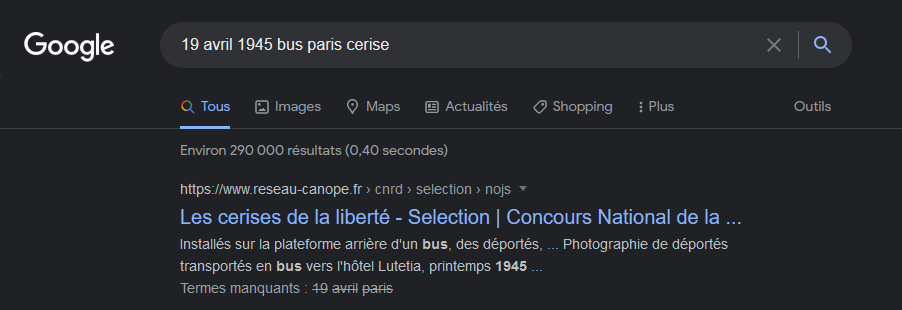 Google 19 avril 1945 bus paris cerise
Tous Images Maps Actualités Shopping Plus Outils
Environ 290 000 résultats (0,40 secondes)
https://www.reseau-canope.fr › cnrd › selection › nojs
Les cerises de la liberté - Selection | Concours National de la ...
Installés sur la plateforme arrière d'un bus, des déportés, ... Photographie de déportés
transportés en bus vers l'hôtel Lutetia, printemps 1945 ...
Termes manquants : 19 avril paris